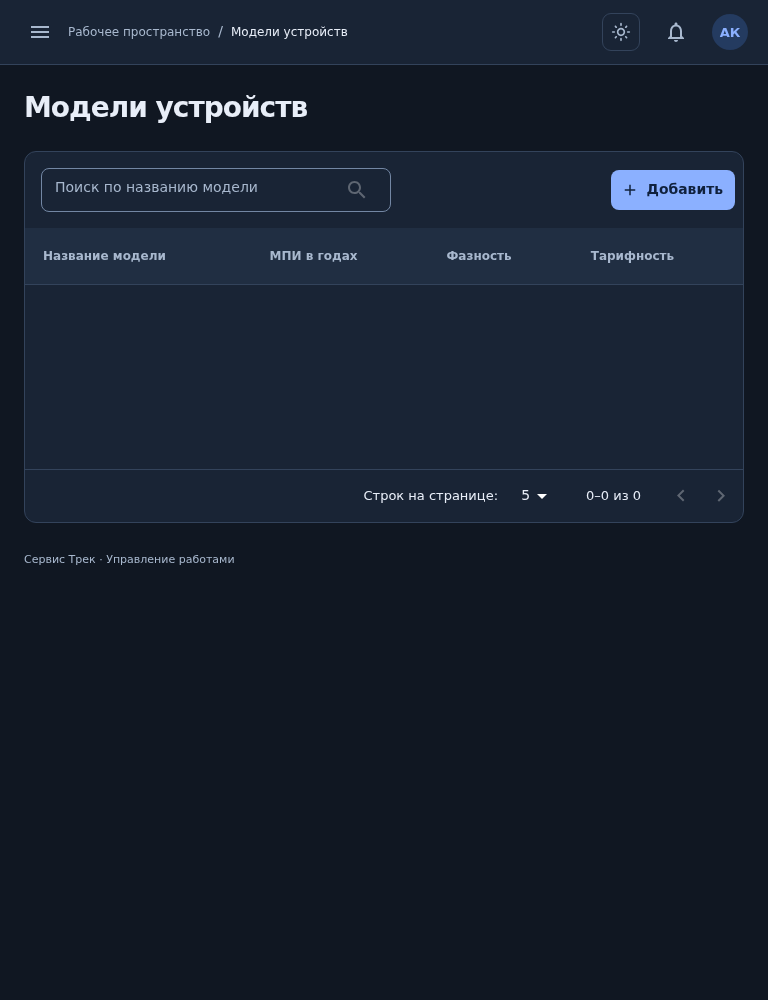 Рабочее пространство / Модели устройств
АК
Модели устройств
Поиск по названию модели
+ Добавить
Название модели МПИ в годах Фазность Тарифность
Строк на странице: 5 0–0 из 0
Сервис Трек · Управление работами